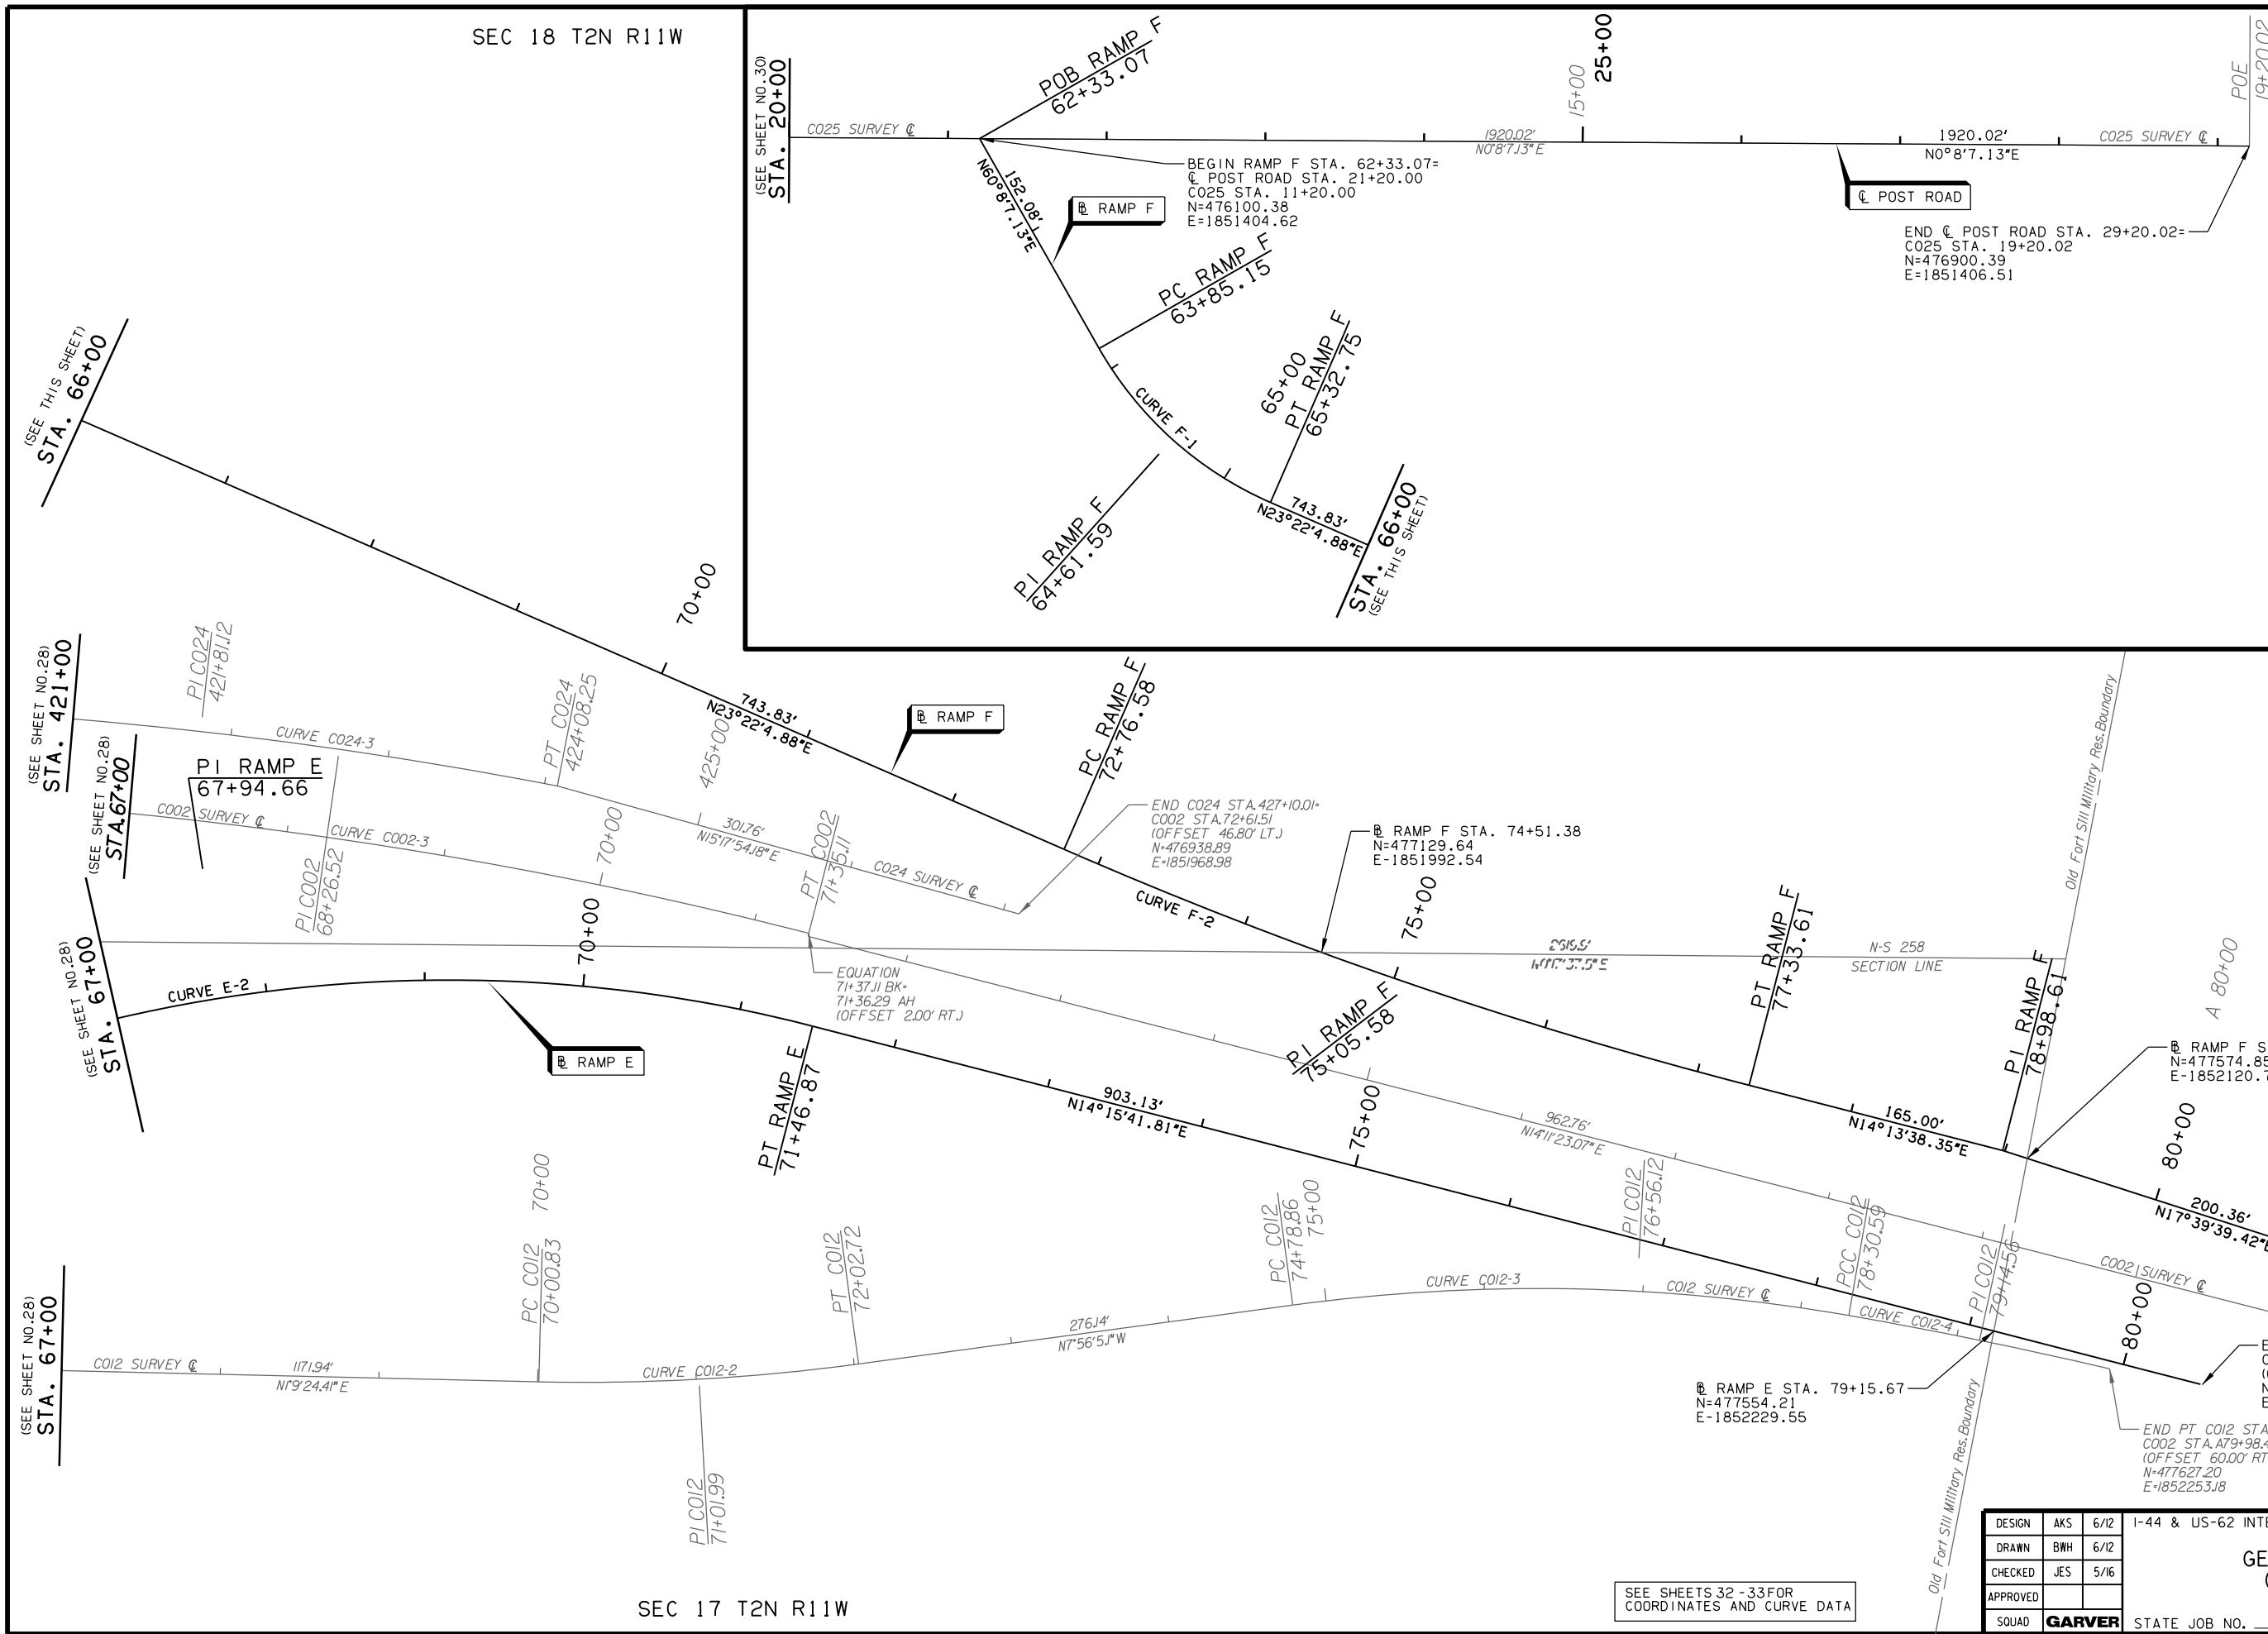 SEC 18 T2N R11W
(SEE SHEET NO.30)
STA. 20+00
C025 SURVEY ℄
POB RAMP F
62+33.07
1920.02'
N0°8'7.13"E
15+00
25+00
1920.02'
N0°8'7.13"E
C025 SURVEY ℄
POE
19+20.02
BEGIN RAMP F STA. 62+33.07=
℄ POST ROAD STA. 21+20.00
C025 STA. 11+20.00
N=476100.38
E=1851404.62
152.08'
N60°8'7.13"E
℄ POST ROAD
END ℄ POST ROAD STA. 29+20.02=
C025 STA. 19+20.02
N=476900.39
E=1851406.51
B RAMP F
PC RAMP F
63+85.15
CURVE F-1
65+00
PT RAMP F
65+32.75
PI RAMP F
64+61.59
743.83'
N23°22'4.88"E
STA. 66+00
(SEE THIS SHEET)
(SEE THIS SHEET)
STA. 66+00
70+00
743.83'
N23°22'4.88"E
B RAMP F
PC RAMP F
72+76.58
(SEE SHEET NO.28)
STA. 421+00
PI C024
421+81.12
CURVE C024-3
PT C024
424+08.25
425+00
301.76'
N15°17'54.18"E
C024 SURVEY ℄
END C024 STA.427+10.01=
C002 STA.72+61.51
(OFFSET 46.80' LT.)
N=476938.89
E=1851968.98
(SEE SHEET NO.28)
STA.67+00
PI RAMP E
67+94.66
C002 SURVEY ℄
CURVE C002-3
PI C002
68+26.52
70+00
PT C002
71+35.11
EQUATION
71+37.11 BK=
71+36.29 AH
(OFFSET 2.00' RT.)
B RAMP F STA. 74+51.38
N=477129.64
E-1851992.54
CURVE F-2
75+00
N-S 258
SECTION LINE
PI RAMP F
75+05.58
PT RAMP F
77+33.61
PI RAMP F
78+98.61
Old Fort Sill Military Res. Boundary
A 80+00
B RAMP F S
N=477574.85
E-1852120.7
165.00'
N14°13'38.35"E
80+00
200.36'
N17°39'39.42"E
(SEE SHEET NO.28)
STA. 67+00
CURVE E-2
70+00
B RAMP E
PT RAMP E
71+46.87
903.13'
N14°15'41.81"E
75+00
962.76'
N14°11'23.07"E
C002 SURVEY ℄
80+00
(SEE SHEET NO.28)
STA. 67+00
C012 SURVEY ℄
1171.94'
N1°9'24.41"E
PC C012
70+00.83
70+00
CURVE C012-2
PI C012
71+01.99
PT C012
72+02.72
276.14'
N7°56'5.1"W
PC C012
74+78.86
75+00
CURVE C012-3
PI C012
76+56.12
C012 SURVEY ℄
PCC C012
78+30.59
CURVE C012-4
PI C012
79+14.56
B RAMP E STA. 79+15.67
N=477554.21
E-1852229.55
END PT C012 STA
C002 STA.A79+98.4
(OFFSET 60.00' RT
N=477627.20
E=1852253.18
Old Fort Sill Military Res. Boundary
SEC 17 T2N R11W
SEE SHEETS 32 -33FOR
COORDINATES AND CURVE DATA
DESIGN AKS 6/12
DRAWN BWH 6/12
CHECKED JES 5/16
APPROVED
SQUAD GARVER
I-44 & US-62 INTE
GE
STATE JOB NO.